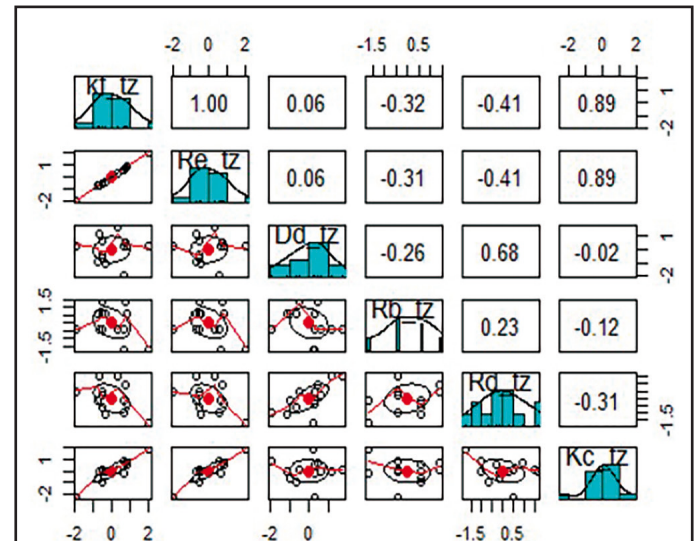 -2 0 2 -1.5 0.5 -2 0 2
kt_tz 1.00 0.06 -0.32 -0.41 0.89 -2 1
-2 1 Re_tz 0.06 -0.31 -0.41 0.89
Dd_tz -0.26 0.68 -0.02 -2 1
-1.5 1.5 Rb_tz 0.23 -0.12
Rd_tz -0.31 -1.5
-2 1 Kc_tz
-2 0 2 -2 0 -1.5 0.5 -2 0 2